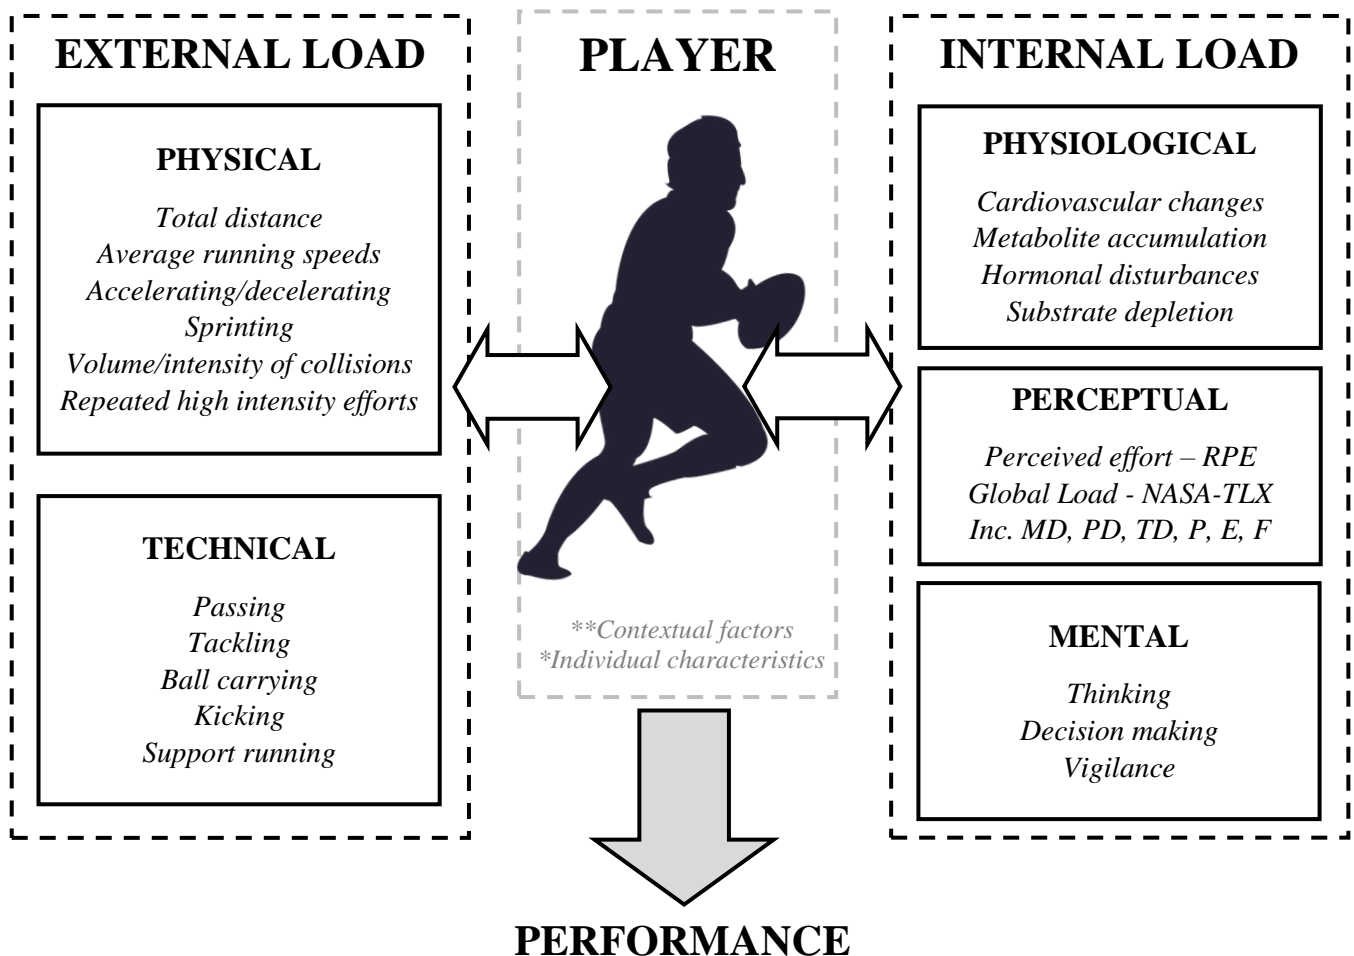 EXTERNAL LOAD
PHYSICAL
Total distance
Average running speeds
Accelerating/decelerating
Sprinting
Volume/intensity of collisions
Repeated high intensity efforts
TECHNICAL
Passing
Tackling
Ball carrying
Kicking
Support running
PLAYER
**Contextual factors
*Individual characteristics
INTERNAL LOAD
PHYSIOLOGICAL
Cardiovascular changes
Metabolite accumulation
Hormonal disturbances
Substrate depletion
PERCEPTUAL
Perceived effort – RPE
Global Load - NASA-TLX
Inc. MD, PD, TD, P, E, F
MENTAL
Thinking
Decision making
Vigilance
PERFORMANCE